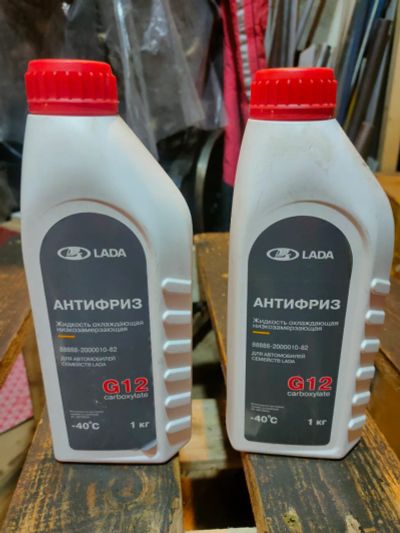 LADA
АНТИФРИЗ
Жидкость охлаждающая
низкозамерзающая
88888-2000010-82
ДЛЯ АВТОМОБИЛЕЙ
СЕМЕЙСТВ LADA
G12
carboxylate
-40°C
1 кг
LADA
АНТИФРИЗ
Жидкость охлаждающая
низкозамерзающая
88888-2000010-82
ДЛЯ АВТОМОБИЛЕЙ
СЕМЕЙСТВ LADA
G12
carboxylate
-40°C
1 кг